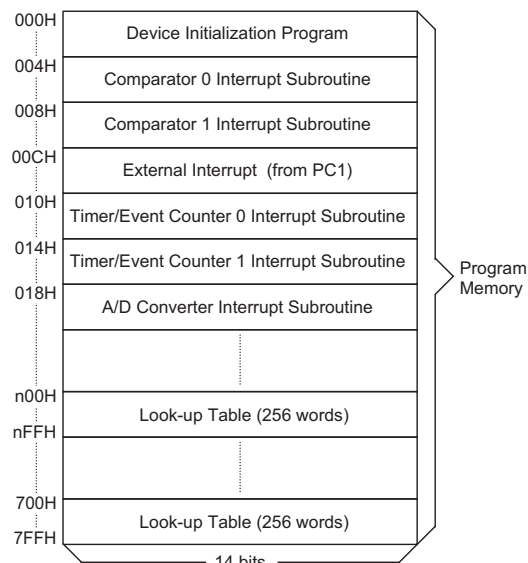 000H
Device Initialization Program
004H
Comparator 0 Interrupt Subroutine
008H
Comparator 1 Interrupt Subroutine
00CH
External Interrupt (from PC1)
010H
Timer/Event Counter 0 Interrupt Subroutine
014H
Timer/Event Counter 1 Interrupt Subroutine
018H
A/D Converter Interrupt Subroutine
Program
Memory
n00H
Look-up Table (256 words)
nFFH
700H
Look-up Table (256 words)
7FFH
14 bits